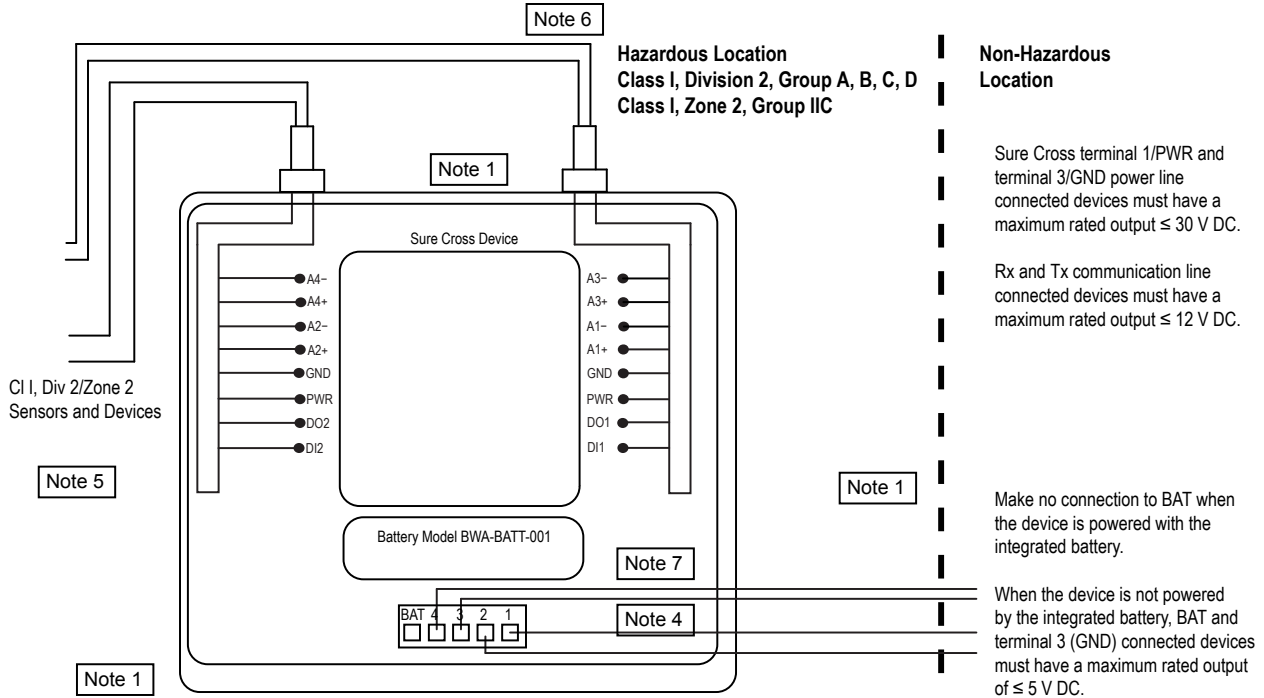 Note 6
Hazardous Location
Class I, Division 2, Group A, B, C, D
Class I, Zone 2, Group IIC
Non-Hazardous
Location
Note 1
Sure Cross terminal 1/PWR and
terminal 3/GND power line
connected devices must have a
maximum rated output ≤ 30 V DC.
Rx and Tx communication line
connected devices must have a
maximum rated output ≤ 12 V DC.
Sure Cross Device
A4−
A4+
A2−
A2+
GND
PWR
DO2
DI2
A3−
A3+
A1−
A1+
GND
PWR
DO1
DI1
Cl I, Div 2/Zone 2
Sensors and Devices
Note 5
Note 1
Make no connection to BAT when
the device is powered with the
integrated battery.
Battery Model BWA-BATT-001
Note 7
BAT 4 3 2 1
Note 4
When the device is not powered
by the integrated battery, BAT and
terminal 3 (GND) connected devices
must have a maximum rated output
of ≤ 5 V DC.
Note 1